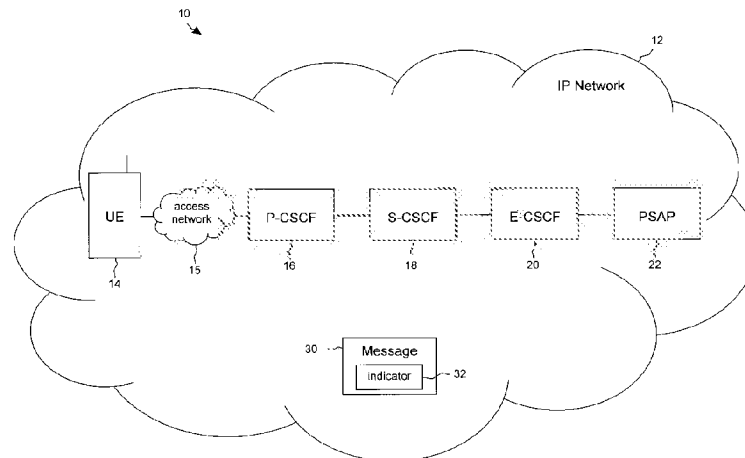 10
12
IP Network
UE
access
network
P-CSCF
S-CSCF
E-CSCF
PSAP
14
15
16
18
20
22
30
Message
indicator
32